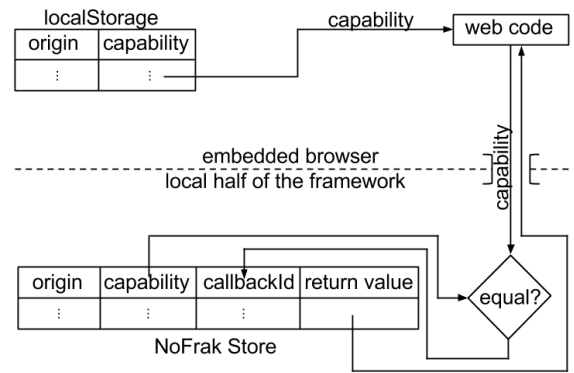 localStorage
origin capability
⋮ ⋮
capability
web code
capability
embedded browser
local half of the framework
origin capability callbackId return value
⋮ ⋮ ⋮
equal?
NoFrak Store